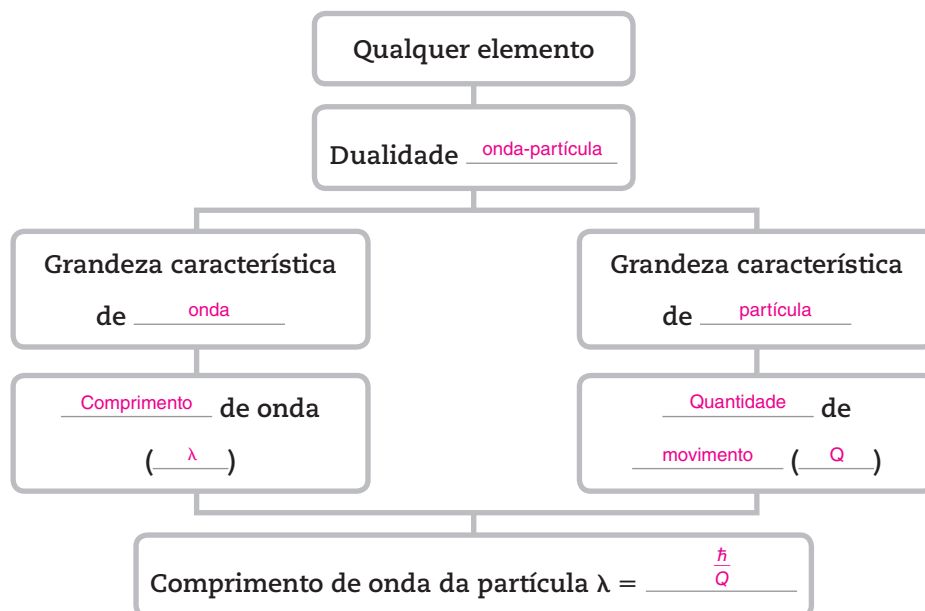 Qualquer elemento
Dualidade onda-partícula
Grandeza característica
de onda
Grandeza característica
de partícula
Comprimento de onda
(λ)
Quantidade de
movimento (Q)
Comprimento de onda da partícula λ = ℏ/Q